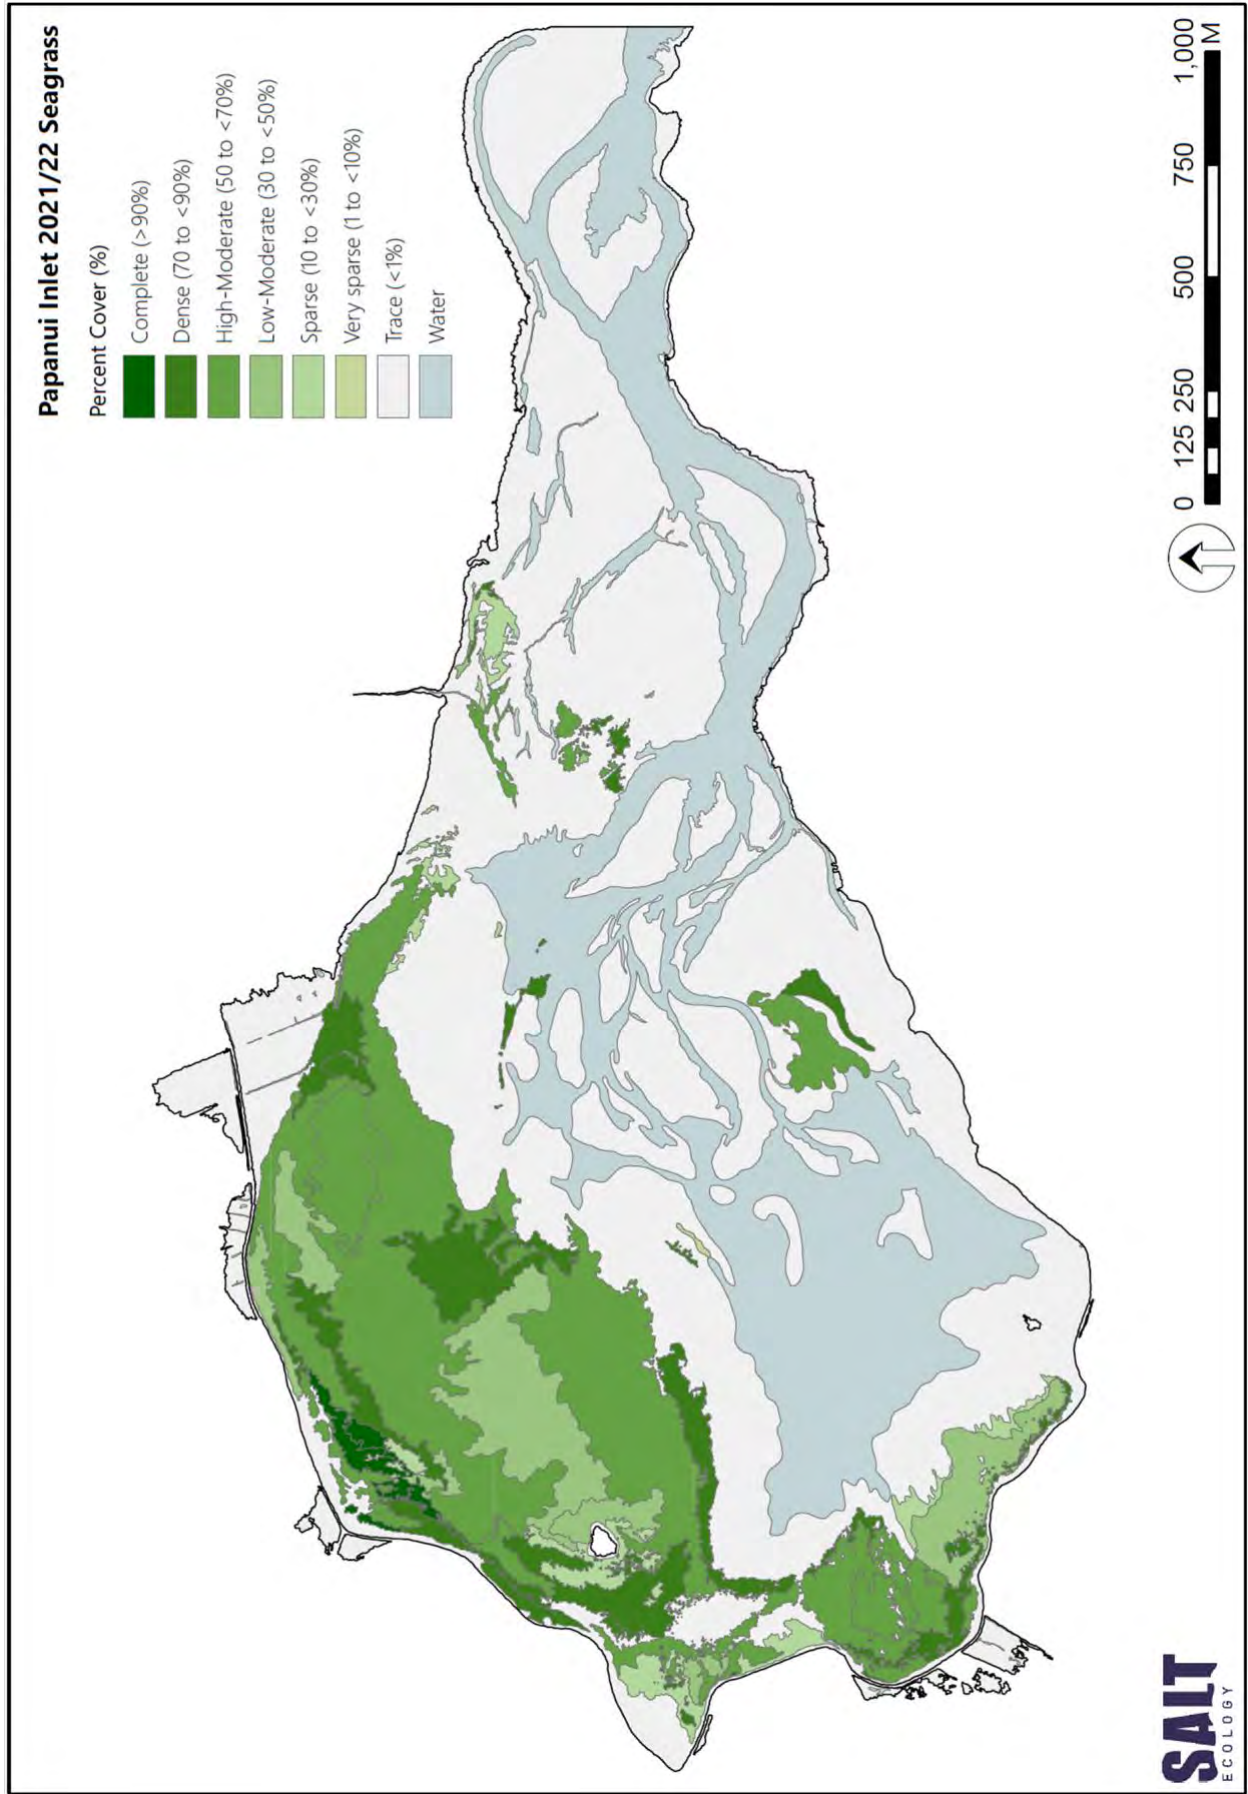 Papanui Inlet 2021/22 Seagrass
Percent Cover (%)
Complete (>90%)
Dense (70 to <90%)
High-Moderate (50 to <70%)
Low-Moderate (30 to <50%)
Sparse (10 to <30%)
Very sparse (1 to <10%)
Trace (<1%)
Water
0 125 250 500 750 1,000
M
SALT
ECOLOGY